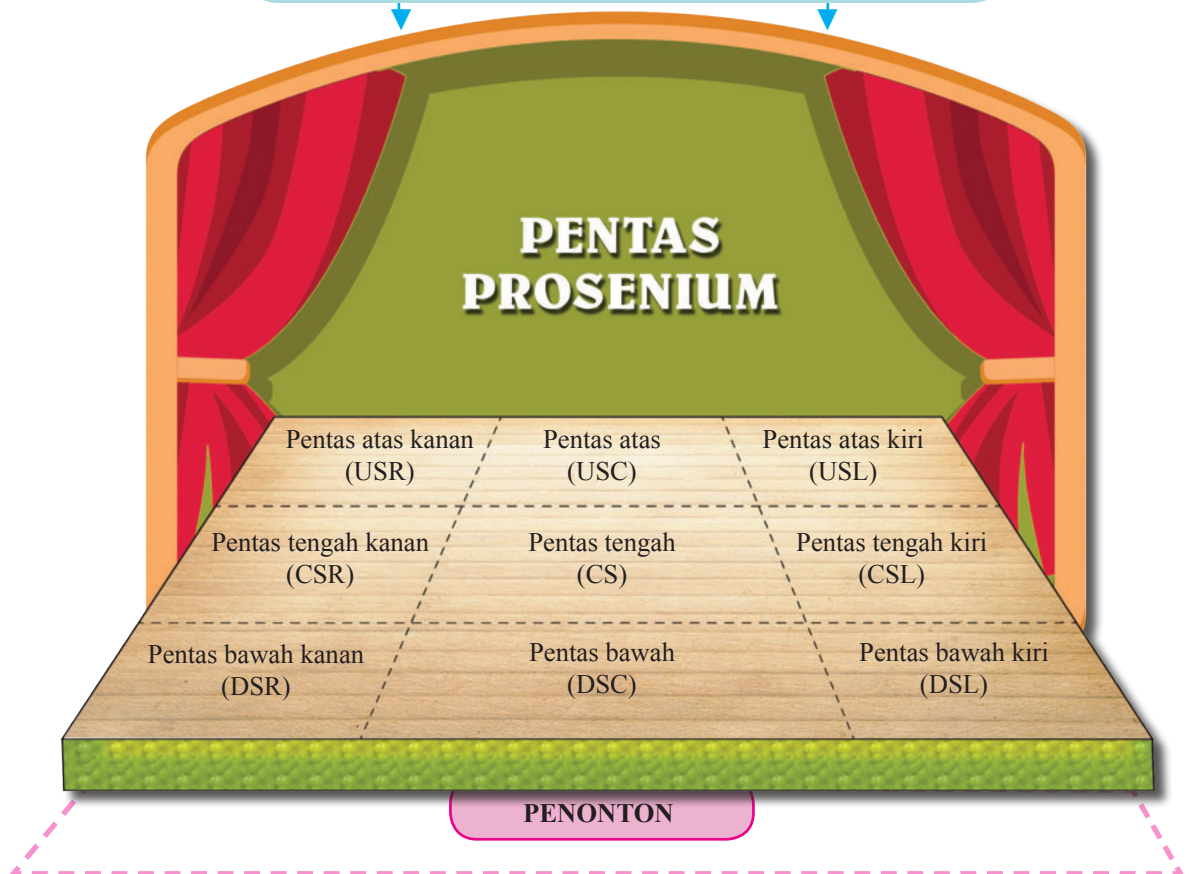 PENTAS
PROSENIUM
Pentas atas kanan
(USR)
Pentas atas
(USC)
Pentas atas kiri
(USL)
Pentas tengah kanan
(CSR)
Pentas tengah
(CS)
Pentas tengah kiri
(CSL)
Pentas bawah kanan
(DSR)
Pentas bawah
(DSC)
Pentas bawah kiri
(DSL)
PENONTON